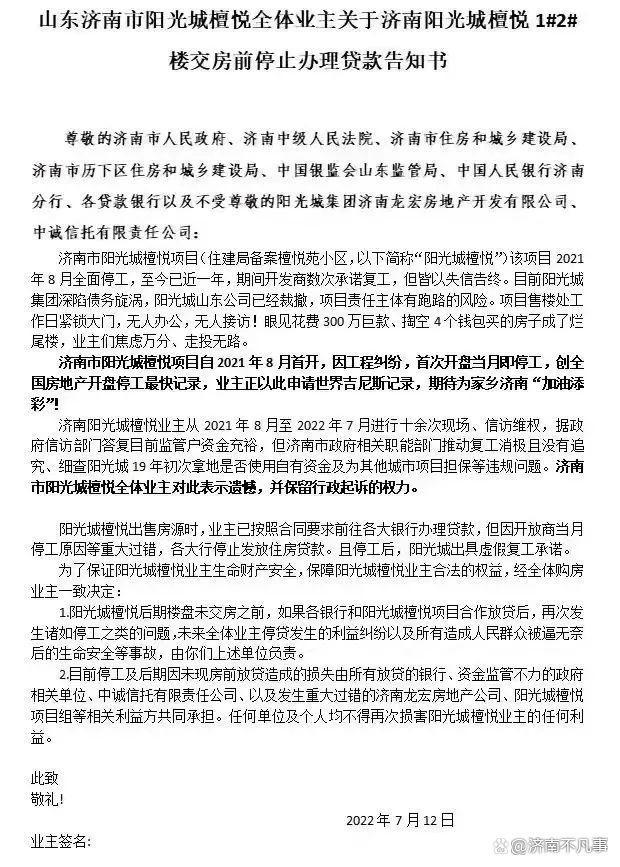 山东济南市阳光城檀悦全体业主关于济南阳光城檀悦 1#2#
楼交房前停止办理贷款告知书
尊敬的济南市人民政府、济南中级人民法院、济南市住房和城乡建设局、
济南市历下区住房和城乡建设局、中国银监会山东监管局、中国人民银行济南
分行、各贷款银行以及不受尊敬的阳光城集团济南龙宏房地产开发有限公司、
中诚信托有限责任公司：
济南市阳光城檀悦项目（住建局备案檀悦苑小区，以下简称“阳光城檀悦”）该项目 2021
年 8 月全面停工，至今已近一年，期间开发商数次承诺复工，但皆以失信告终。目前阳光城
集团深陷债务旋涡，阳光城山东公司已经裁撤，项目责任主体有跑路的风险。项目售楼处工
作日紧锁大门，无人办公，无人接访！眼见花费 300 万巨款、掏空 4 个钱包买的房子成了烂
尾楼，业主们焦虑万分、走投无路。
济南市阳光城檀悦项目自 2021 年 8 月首开，因工程纠纷，首次开盘当月即停工，创全
国房地产开盘停工最快记录，业主正以此申请世界吉尼斯记录，期待为家乡济南“加油添
彩”！
济南阳光城檀悦业主从 2021 年 8 月至 2022 年 7 月进行十余次现场、信访维权，据政
府信访部门答复目前监管户资金充裕，但济南市政府相关职能部门推动复工消极且没有追
究、细查阳光城 19 年初次拿地是否使用自有资金及为其他城市项目担保等违规问题。济南
市阳光城檀悦全体业主对此表示遗憾，并保留行政起诉的权力。
阳光城檀悦出售房源时，业主已按照合同要求前往各大银行办理贷款，但因开放商当月
停工原因等重大过错，各大行停止发放住房贷款。且停工后，阳光城出具虚假复工承诺。
为了保证阳光城檀悦业主生命财产安全，保障阳光城檀悦业主合法的权益，经全体购房
业主一致决定：
1.阳光城檀悦后期楼盘未交房之前，如果各银行和阳光城檀悦项目合作放贷后，再次发
生诸如停工之类的问题，未来全体业主停贷发生的利益纠纷以及所有造成人民群众被逼无奈
后的生命安全等事故，由你们上述单位负责。
2.目前停工及后期因未现房前放贷造成的损失由所有放贷的银行、资金监管不力的政府
相关单位、中诚信托有限责任公司、以及发生重大过错的济南龙宏房地产公司、阳光城檀悦
项目组等相关利益方共同承担。任何单位及个人均不得再次损害阳光城檀悦业主的任何利
益。
此致
敬礼！
2022 年 7 月 12 日
业主签名:
@济南不凡事